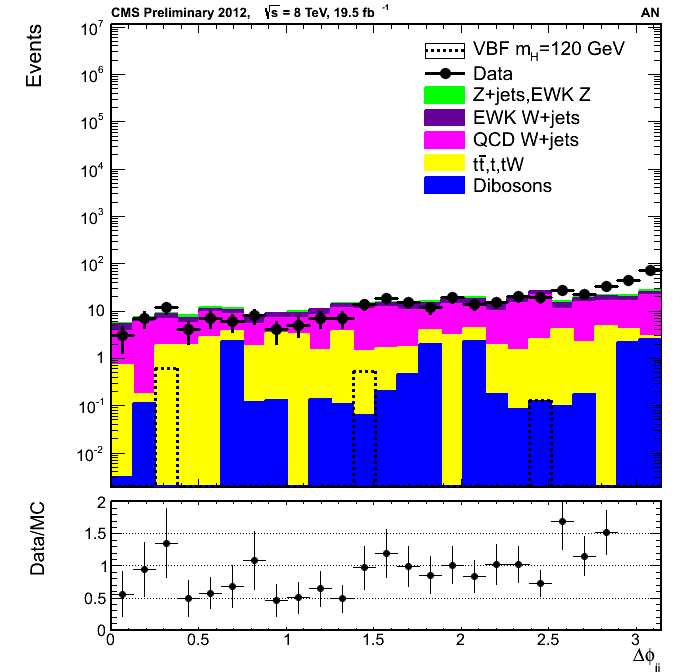 CMS Preliminary 2012, √s = 8 TeV, 19.5 fb⁻¹ AN
Events
10⁷
10⁶
10⁵
10⁴
10³
10²
10
1
10⁻¹
10⁻²
VBF m_H=120 GeV
Data
Z+jets,EWK Z
EWK W+jets
QCD W+jets
tt̄,t,tW
Dibosons
Data/MC
2
1.5
1
0.5
0
0 0.5 1 1.5 2 2.5 3
Δϕ_jj